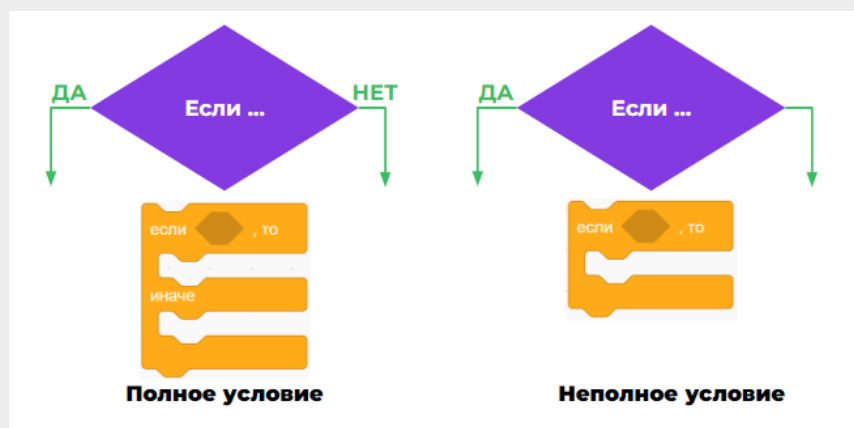 ДА
Если ...
НЕТ
если , то
иначе
Полное условие
ДА
Если ...
если , то
Неполное условие